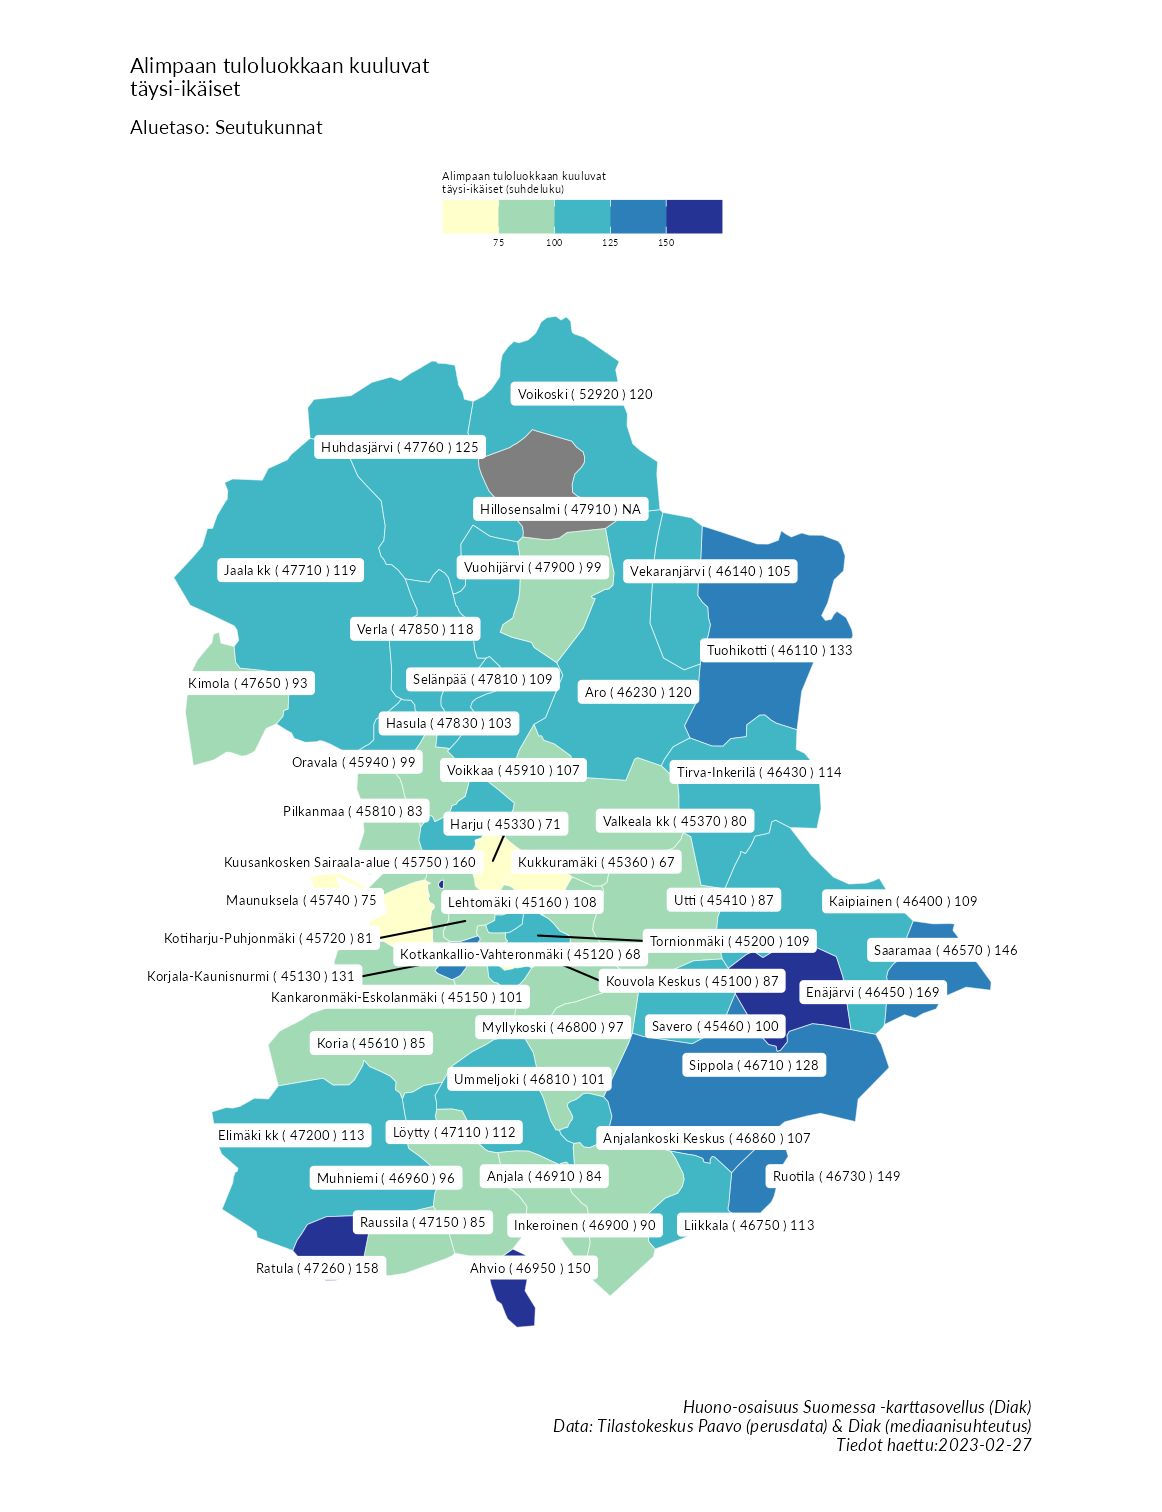 Alimpaan tuloluokkaan kuuluvat
täysi-ikäiset
Aluetaso: Seutukunnat
Alimpaan tuloluokkaan kuuluvat
täysi-ikäiset (suhdeluku)
75 100 125 150
Voikoski ( 52920 ) 120
Huhdasjärvi ( 47760 ) 125
Hillosensalmi ( 47910 ) NA
Jaala kk ( 47710 ) 119
Vuohijärvi ( 47900 ) 99
Vekaranjärvi ( 46140 ) 105
Verla ( 47850 ) 118
Tuohikotti ( 46110 ) 133
Kimola ( 47650 ) 93
Selänpää ( 47810 ) 109
Aro ( 46230 ) 120
Hasula ( 47830 ) 103
Oravala ( 45940 ) 99
Voikkaa ( 45910 ) 107
Tirva-Inkerilä ( 46430 ) 114
Pilkanmaa ( 45810 ) 83
Harju ( 45330 ) 71
Valkeala kk ( 45370 ) 80
Kuusankosken Sairaala-alue ( 45750 ) 160
Kukkuramäki ( 45360 ) 67
Maunuksela ( 45740 ) 75
Lehtomäki ( 45160 ) 108
Utti ( 45410 ) 87
Kaipiainen ( 46400 ) 109
Kotiharju-Puhjonmäki ( 45720 ) 81
Tornionmäki ( 45200 ) 109
Saaramaa ( 46570 ) 146
Kotkankallio-Vahteronmäki ( 45120 ) 68
Korjala-Kaunisnurmi ( 45130 ) 131
Kouvola Keskus ( 45100 ) 87
Enäjärvi ( 46450 ) 169
Kankaronmäki-Eskolanmäki ( 45150 ) 101
Myllykoski ( 46800 ) 97
Savero ( 45460 ) 100
Koria ( 45610 ) 85
Sippola ( 46710 ) 128
Ummeljoki ( 46810 ) 101
Elimäki kk ( 47200 ) 113
Löytty ( 47110 ) 112
Anjalankoski Keskus ( 46860 ) 107
Muhniemi ( 46960 ) 96
Anjala ( 46910 ) 84
Ruotila ( 46730 ) 149
Raussila ( 47150 ) 85
Inkeroinen ( 46900 ) 90
Liikkala ( 46750 ) 113
Ratula ( 47260 ) 158
Ahvio ( 46950 ) 150
Huono-osaisuus Suomessa -karttasovellus (Diak)
Data: Tilastokeskus Paavo (perusdata) & Diak (mediaanisuhteutus)
Tiedot haettu:2023-02-27